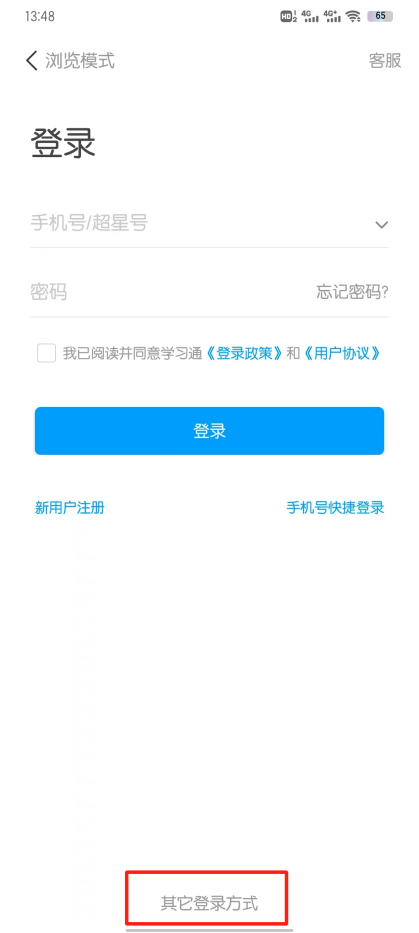 13:48 HD 1 2 4G 4G+ 65
浏览模式 客服
登录
手机号/超星号
密码 忘记密码?
我已阅读并同意学习通《登录政策》和《用户协议》
登录
新用户注册 手机号快捷登录
其它登录方式